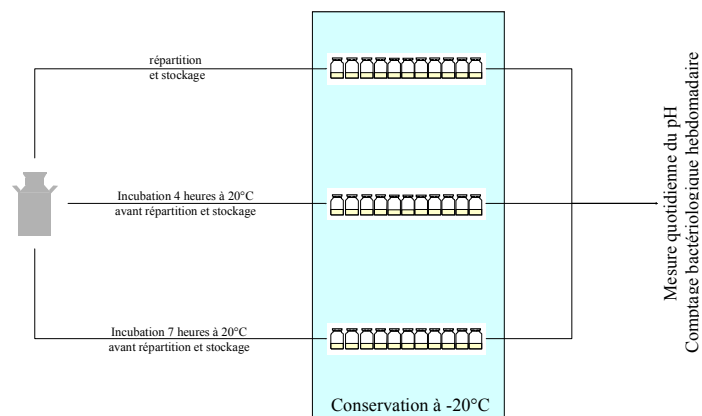 répartition
et stockage
Incubation 4 heures à 20°C
avant répartition et stockage
Incubation 7 heures à 20°C
avant répartition et stockage
Conservation à -20°C
Mesure quotidienne du pH
Comptage bactériologique hebdomadaire